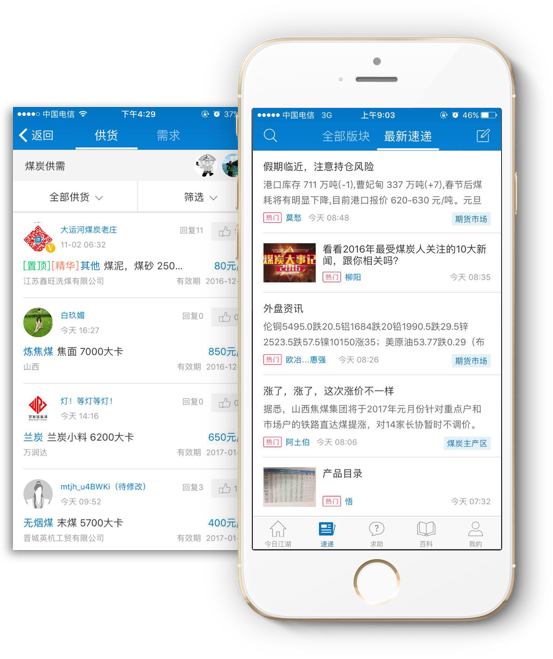 中国电信
下午4:29
37%
返回
供货
需求
煤炭供需
全部供货
筛选
大运河煤炭老庄
回复11
11-02 06:32
[置顶][精华]其他 煤泥，煤砂 250...
80元
江苏鑫旺洗煤有限公司
有效期 2016-12-
白玖媚
回复0
今天 16:27
0
炼焦煤 焦面 7000大卡
850元
山西
有效期 2016-12-
灯！等灯等灯！
回复0
今天 14:16
0
兰炭 兰炭小料 6200大卡
650元
万润达
有效期 2017-01-
mtjh_u4BWKi（待修改）
回复3
今天 09:52
1
无烟煤 末煤 5700大卡
400元
晋城英杭工贸有限公司
有效期 2017-01-
中国电信 3G
上午9:03
46%
全部版块
最新速递
假期临近，注意持仓风险
港口库存 711 万吨(-1),曹妃甸 337 万吨(+7),春节后煤
耗将有明显下降,目前港口报价 620-630 元/吨。元旦
热门 莫愁 今天 08:48
期货市场
看看2016年最受煤炭人关注的10大新
闻，跟你相关吗？
煤炭大事记
热门 柳阳
今天 08:35
外盘资讯
伦铜5495.0跌20.5铝1684跌20铅1990.5跌29.5锌
2523.5跌57.5镍10150涨35；美原油53.77跌0.29（布
热门 欧冶...惠强 今天 08:26
期货市场
涨了，涨了，这次涨价不一样
据悉，山西焦煤集团将于2017年元月份针对重点户和
市场户的铁路直达煤提涨，对14家长协暂时不调价。
热门 阿土伯 今天 08:06
煤炭主产区
产品目录
热门 悟
今天 07:32
今日江湖
速递
求助
百科
我的